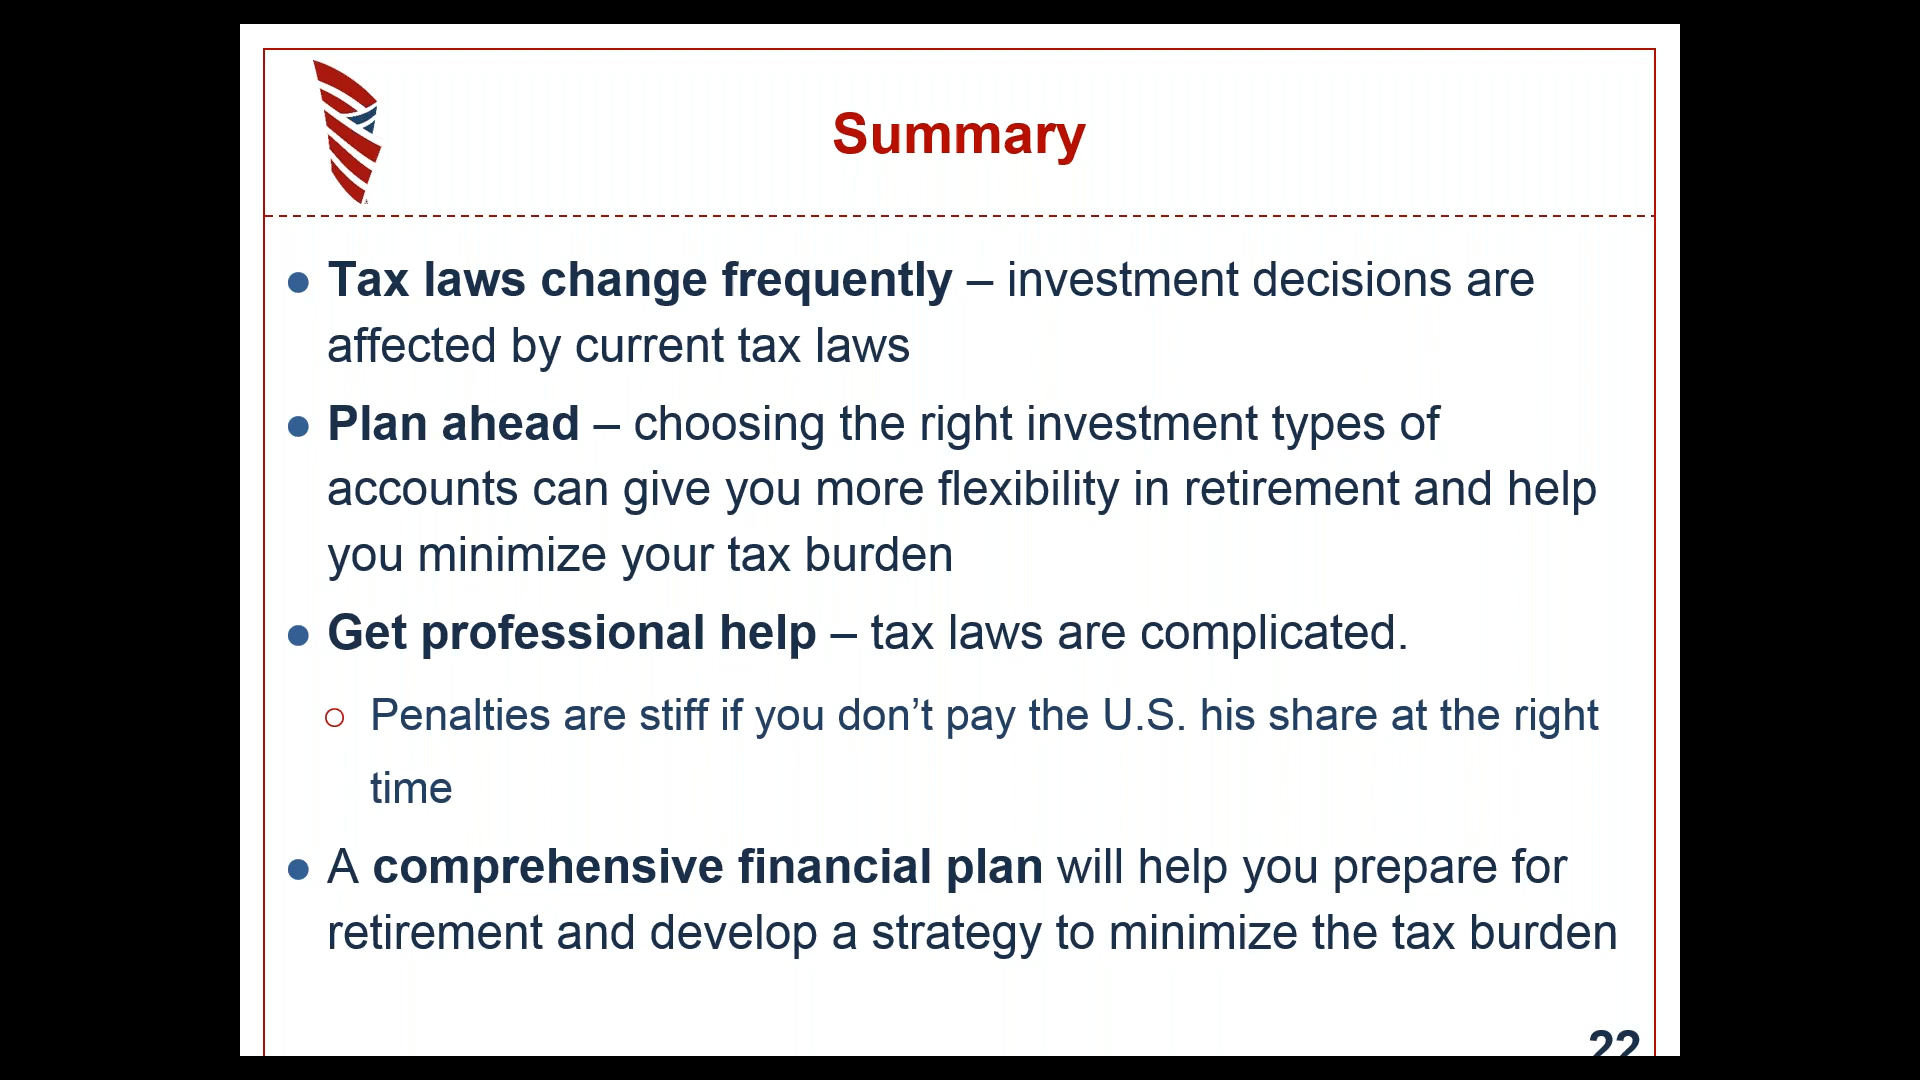 Summary
● Tax laws change frequently – investment decisions are
affected by current tax laws
● Plan ahead – choosing the right investment types of
accounts can give you more flexibility in retirement and help
you minimize your tax burden
● Get professional help – tax laws are complicated.
○ Penalties are stiff if you don’t pay the U.S. his share at the right
time
● A comprehensive financial plan will help you prepare for
retirement and develop a strategy to minimize the tax burden
22